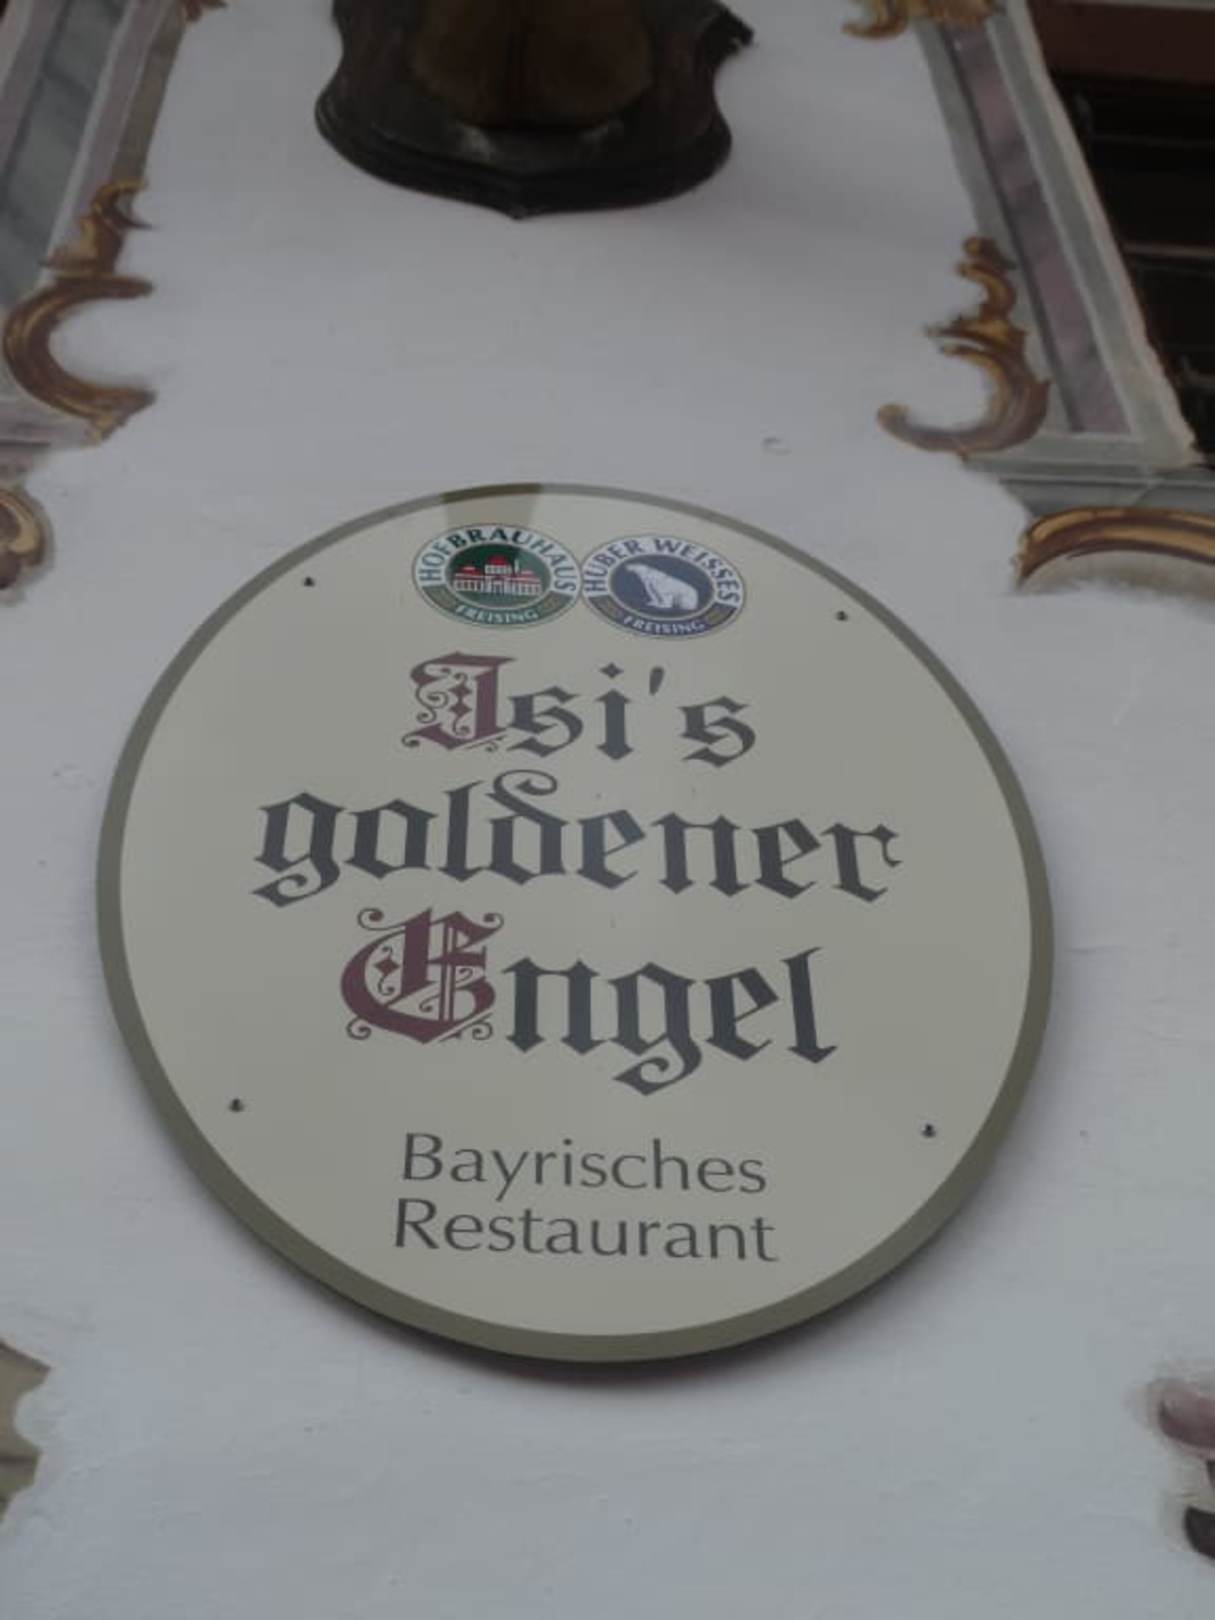 HOFBRÄUHAUS
FREISING
HUBER WEISSES
FREISING
Isi's
goldener
Engel
Bayrisches
Restaurant